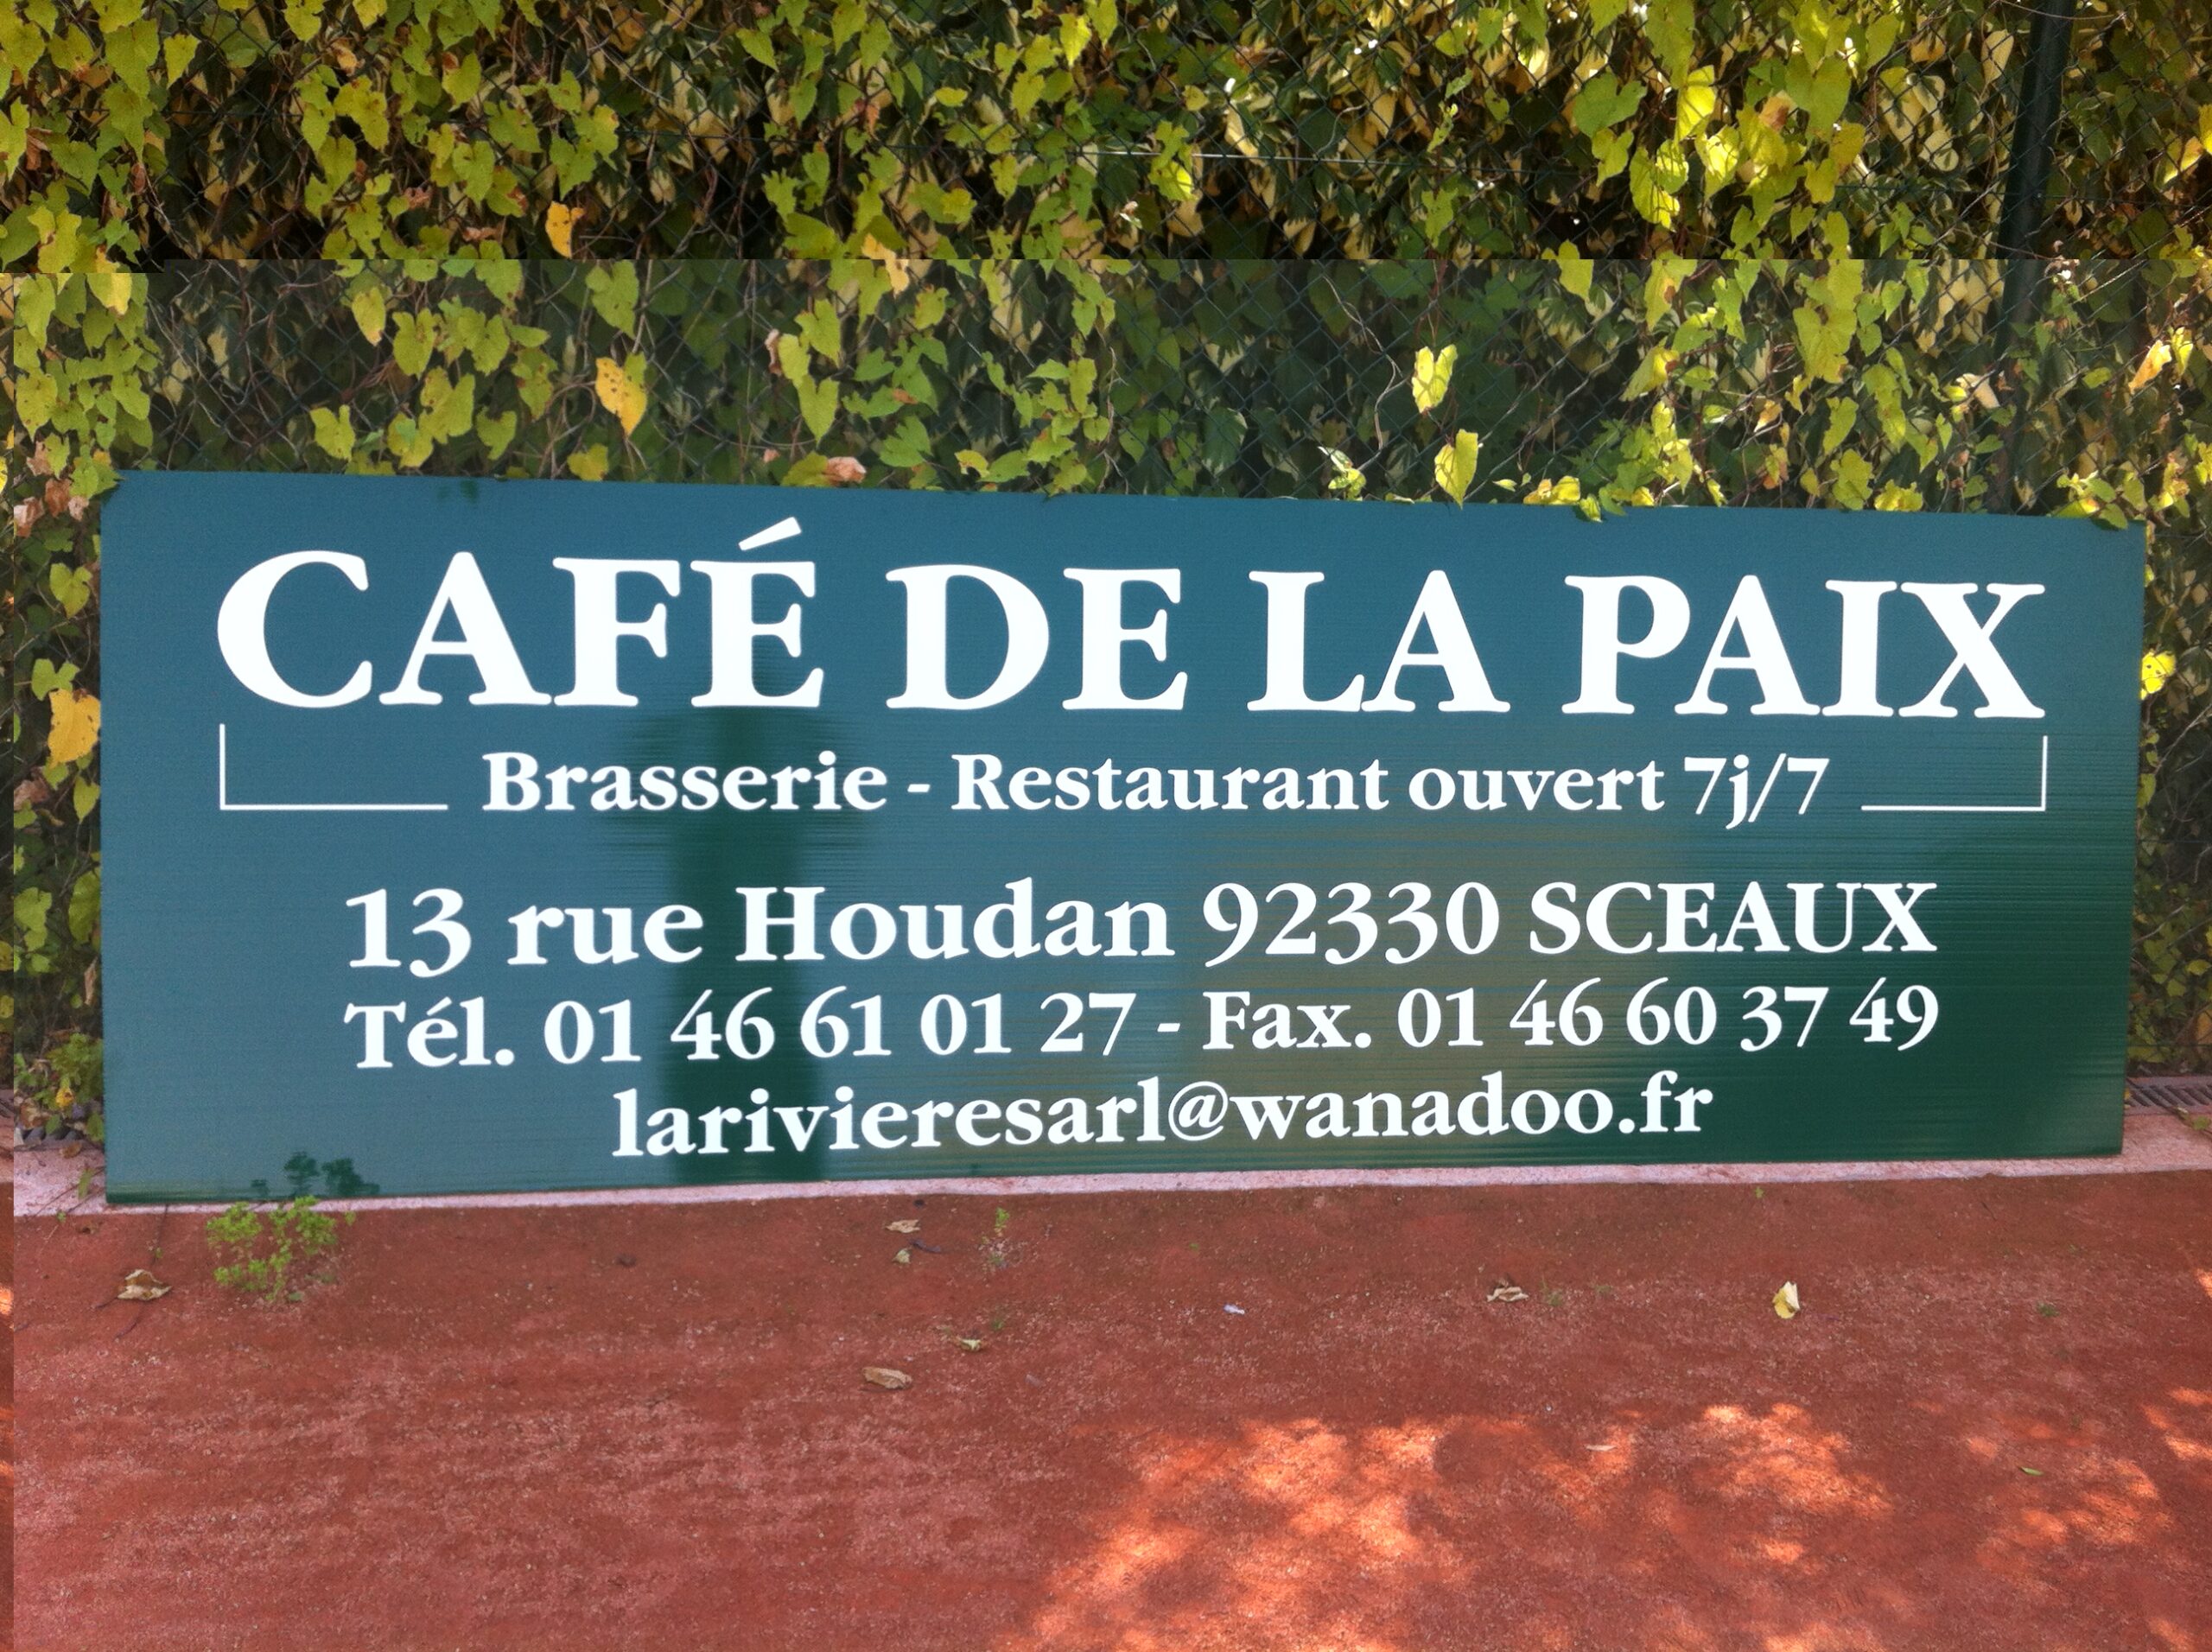 CAFÉ DE LA PAIX
Brasserie - Restaurant ouvert 7j/7
13 rue Houdan 92330 SCEAUX
Tél. 01 46 61 01 27 - Fax. 01 46 60 37 49
larivieresarl@wanadoo.fr